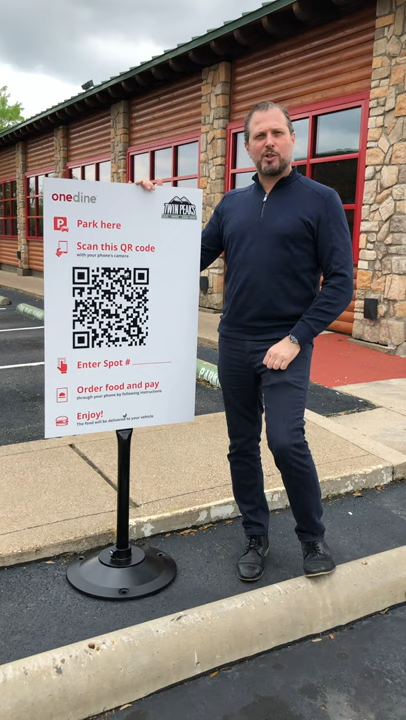 onedine
TWIN PEAKS
Park here
Scan this QR code
with your phone's camera
Enter Spot #
Order food and pay
through your phone by following instructions
Enjoy!
The food will be delivered to your vehicle